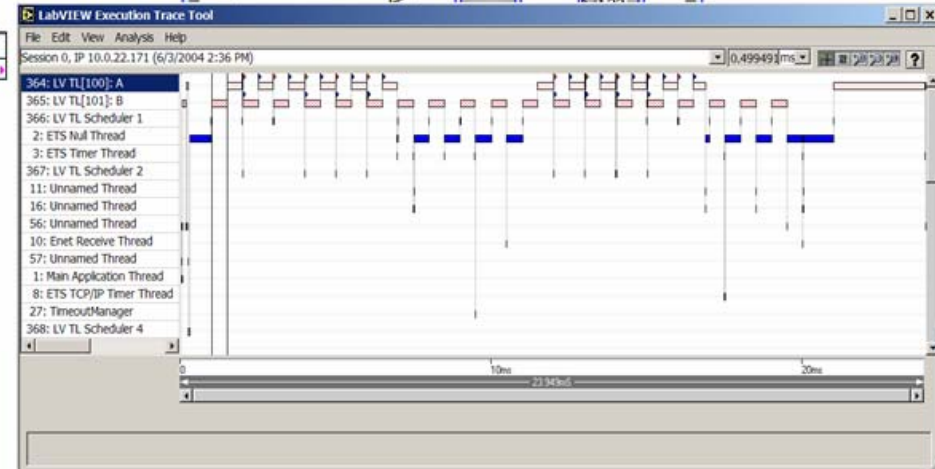 LabVIEW Execution Trace Tool
File Edit View Analysis Help
Session 0, IP 10.0.22.171 (6/3/2004 2:36 PM) 0.499491 ms ?
364: LV TL[100]: A
365: LV TL[101]: B
366: LV TL Scheduler 1
2: ETS Null Thread
3: ETS Timer Thread
367: LV TL Scheduler 2
11: Unnamed Thread
16: Unnamed Thread
56: Unnamed Thread
10: Enet Receive Thread
57: Unnamed Thread
1: Main Application Thread
8: ETS TCP/IP Timer Thread
27: TimeoutManager
368: LV TL Scheduler 4
0 10ms 20ms
23.949mS